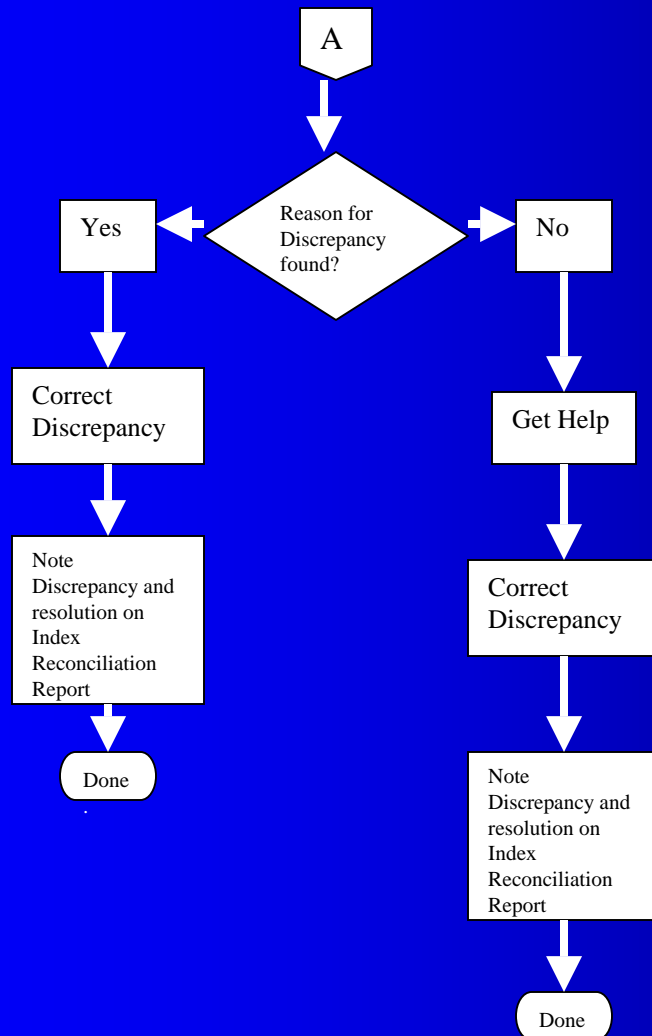 A
Reason for
Discrepancy
found?
Yes
No
Correct
Discrepancy
Get Help
Note
Discrepancy and
resolution on
Index
Reconciliation
Report
Correct
Discrepancy
Done
.
Note
Discrepancy and
resolution on
Index
Reconciliation
Report
Done